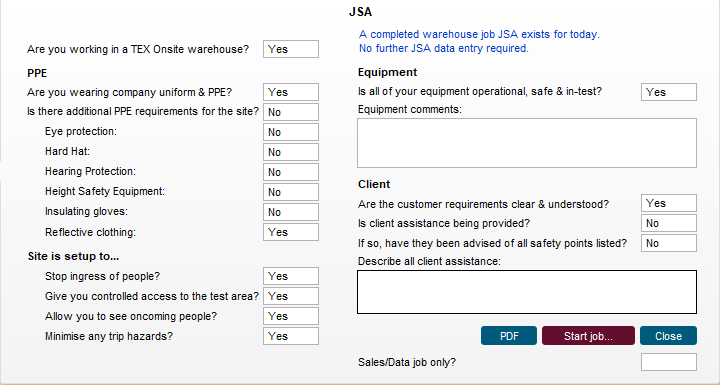 JSA
Are you working in a TEX Onsite warehouse? Yes
A completed warehouse job JSA exists for today.
No further JSA data entry required.
PPE
Are you wearing company uniform & PPE? Yes
Is there additional PPE requirements for the site? No
Eye protection: No
Hard Hat: No
Hearing Protection: No
Height Safety Equipment: No
Insulating gloves: No
Reflective clothing: Yes
Site is setup to...
Stop ingress of people? Yes
Give you controlled access to the test area? Yes
Allow you to see oncoming people? Yes
Minimise any trip hazards? Yes
Equipment
Is all of your equipment operational, safe & in-test? Yes
Equipment comments:
Client
Are the customer requirements clear & understood? Yes
Is client assistance being provided? No
If so, have they been advised of all safety points listed? No
Describe all client assistance:
PDF Start job... Close
Sales/Data job only?